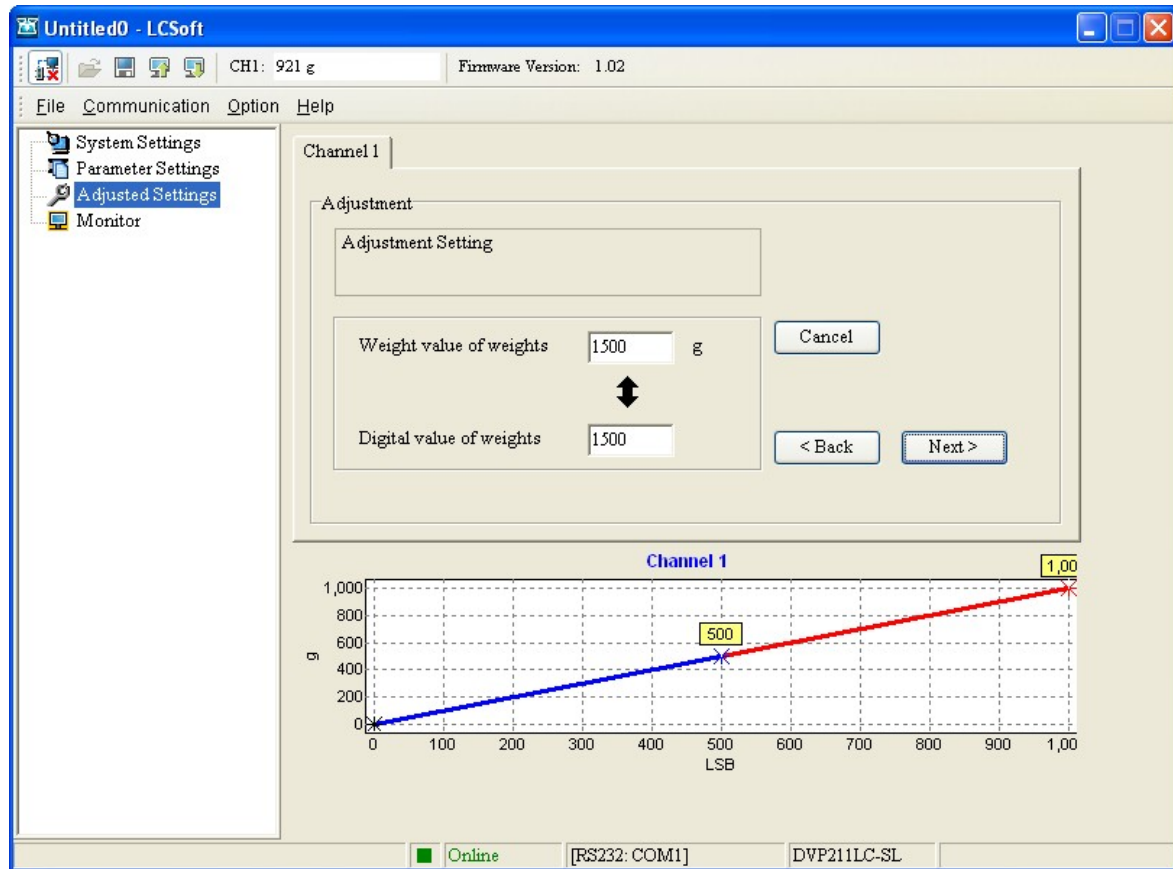 Untitled0 - LCSoft
CH1: 921 g Firmware Version: 1.02
File Communication Option Help
System Settings
Parameter Settings
Adjusted Settings
Monitor
Channel 1
Adjustment
Adjustment Setting
Weight value of weights 1500 g
Cancel
Digital value of weights 1500
< Back Next >
Channel 1
1,00
1,000
800
600
400
200
0
500
g
0 100 200 300 400 500 600 700 800 900 1,00
LSB
Online [RS232: COM1] DVP211LC-SL